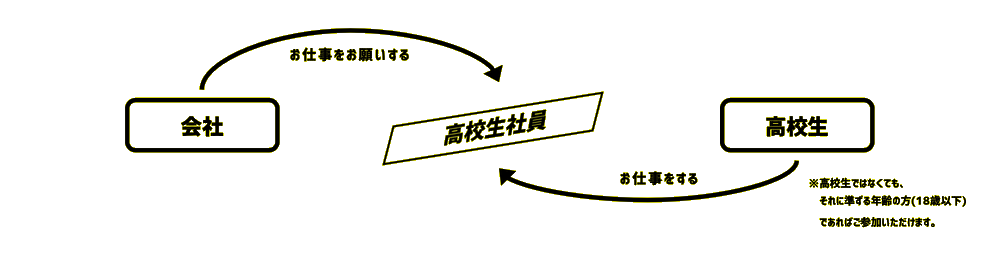 お仕事をお願いする
会社
高校生社員
高校生
お仕事をする
※高校生ではなくても、
それに準ずる年齢の方(18歳以下)
であればご参加いただけます。